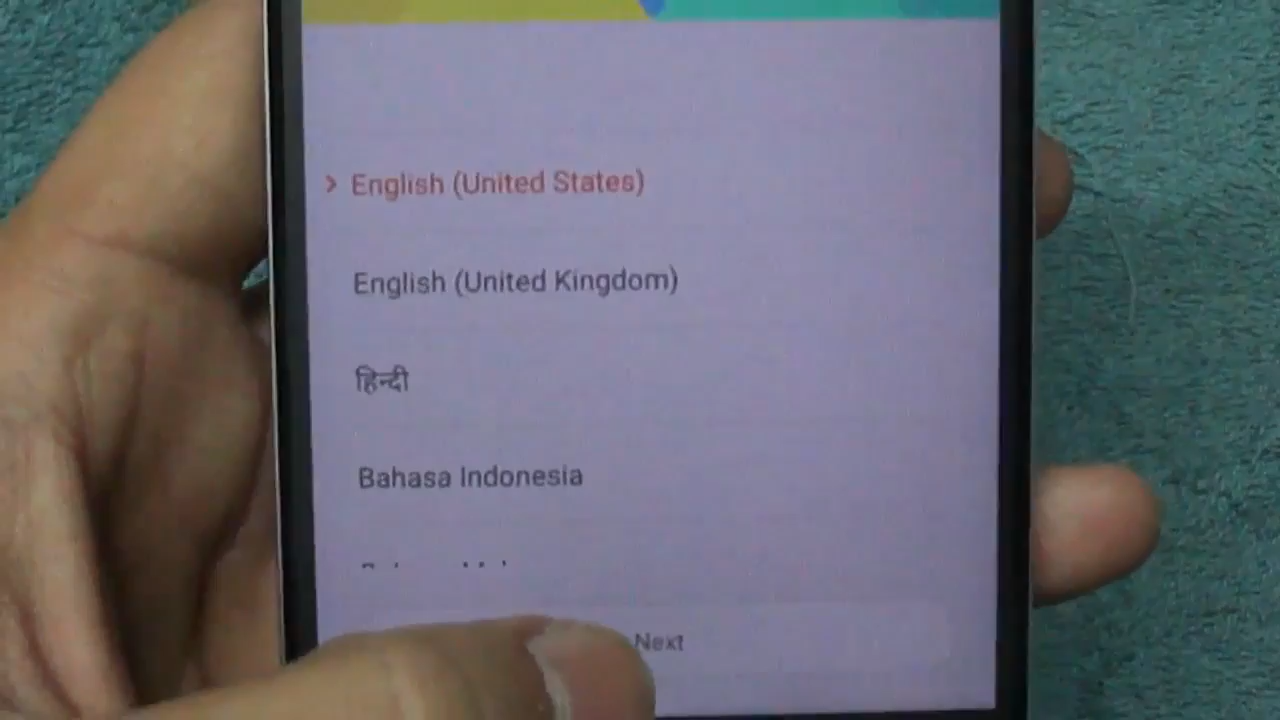 > English (United States)
English (United Kingdom)
हिन्दी
Bahasa Indonesia
Next